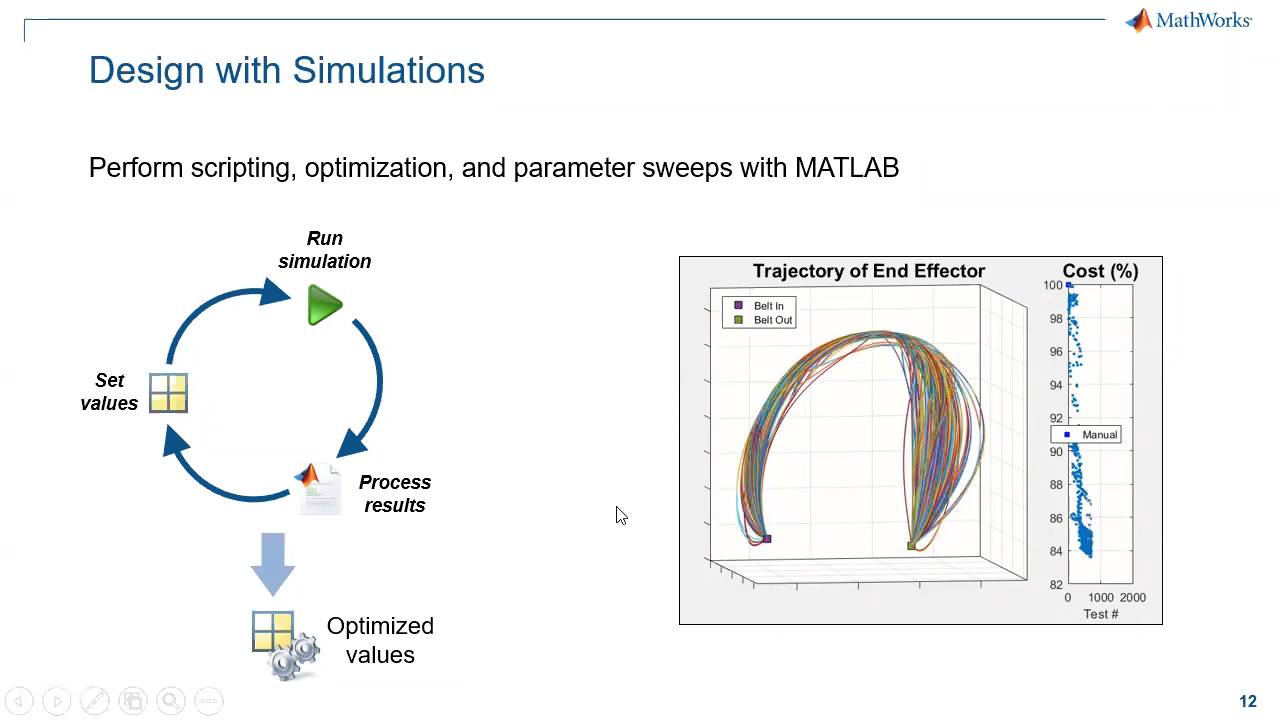 MathWorks
Design with Simulations
Perform scripting, optimization, and parameter sweeps with MATLAB
Run
simulation
Set
values
Process
results
Optimized
values
Trajectory of End Effector
Belt In
Belt Out
Cost (%)
100
98
96
94
92
Manual
90
88
86
84
82
0 1000 2000
Test #
12